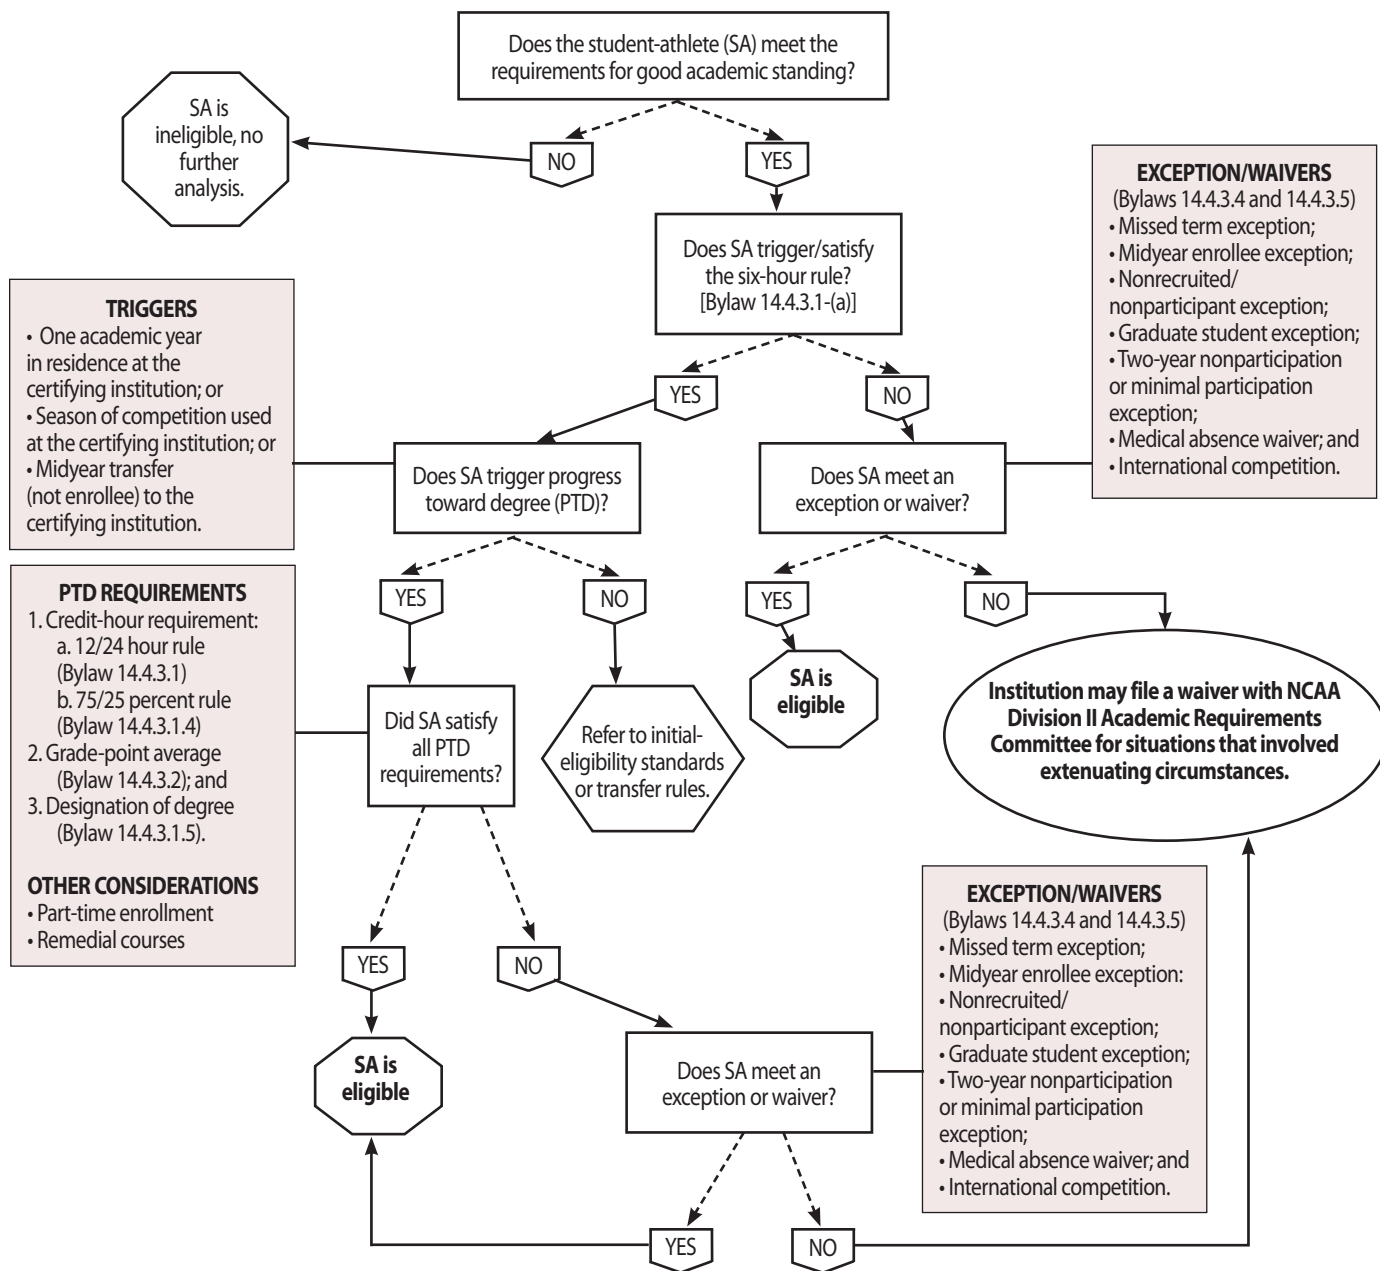 Does the student-athlete (SA) meet the
requirements for good academic standing?
SA is
ineligible, no
further
analysis.
NO
YES
EXCEPTION/WAIVERS
(Bylaws 14.4.3.4 and 14.4.3.5)
• Missed term exception;
• Midyear enrollee exception;
• Nonrecruited/
nonparticipant exception;
• Graduate student exception;
• Two-year nonparticipation
or minimal participation
exception;
• Medical absence waiver; and
• International competition.
Does SA trigger/satisfy
the six-hour rule?
[Bylaw 14.4.3.1-(a)]
TRIGGERS
• One academic year
in residence at the
certifying institution; or
• Season of competition used
at the certifying institution; or
• Midyear transfer
(not enrollee) to the
certifying institution.
YES
NO
Does SA trigger progress
toward degree (PTD)?
Does SA meet an
exception or waiver?
PTD REQUIREMENTS
1. Credit-hour requirement:
a. 12/24 hour rule
(Bylaw 14.4.3.1)
b. 75/25 percent rule
(Bylaw 14.4.3.1.4)
2. Grade-point average
(Bylaw 14.4.3.2); and
3. Designation of degree
(Bylaw 14.4.3.1.5).
OTHER CONSIDERATIONS
• Part-time enrollment
• Remedial courses
YES
NO
YES
NO
SA is
eligible
Institution may file a waiver with NCAA
Division II Academic Requirements
Committee for situations that involved
extenuating circumstances.
Did SA satisfy
all PTD
requirements?
Refer to initial-
eligibility standards
or transfer rules.
YES
NO
EXCEPTION/WAIVERS
(Bylaws 14.4.3.4 and 14.4.3.5)
• Missed term exception;
• Midyear enrollee exception:
• Nonrecruited/
nonparticipant exception;
• Graduate student exception;
• Two-year nonparticipation
or minimal participation
exception;
• Medical absence waiver; and
• International competition.
SA is
eligible
Does SA meet an
exception or waiver?
YES
NO